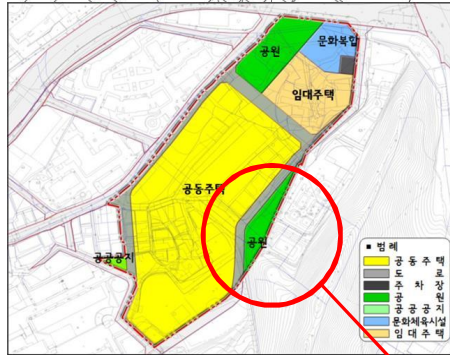 공원
문화복합
임대주택
공동주택
공원
공공공지
■ 범례
공동주택
도로
주차장
공원
공공공지
문화체육시설
임대주택